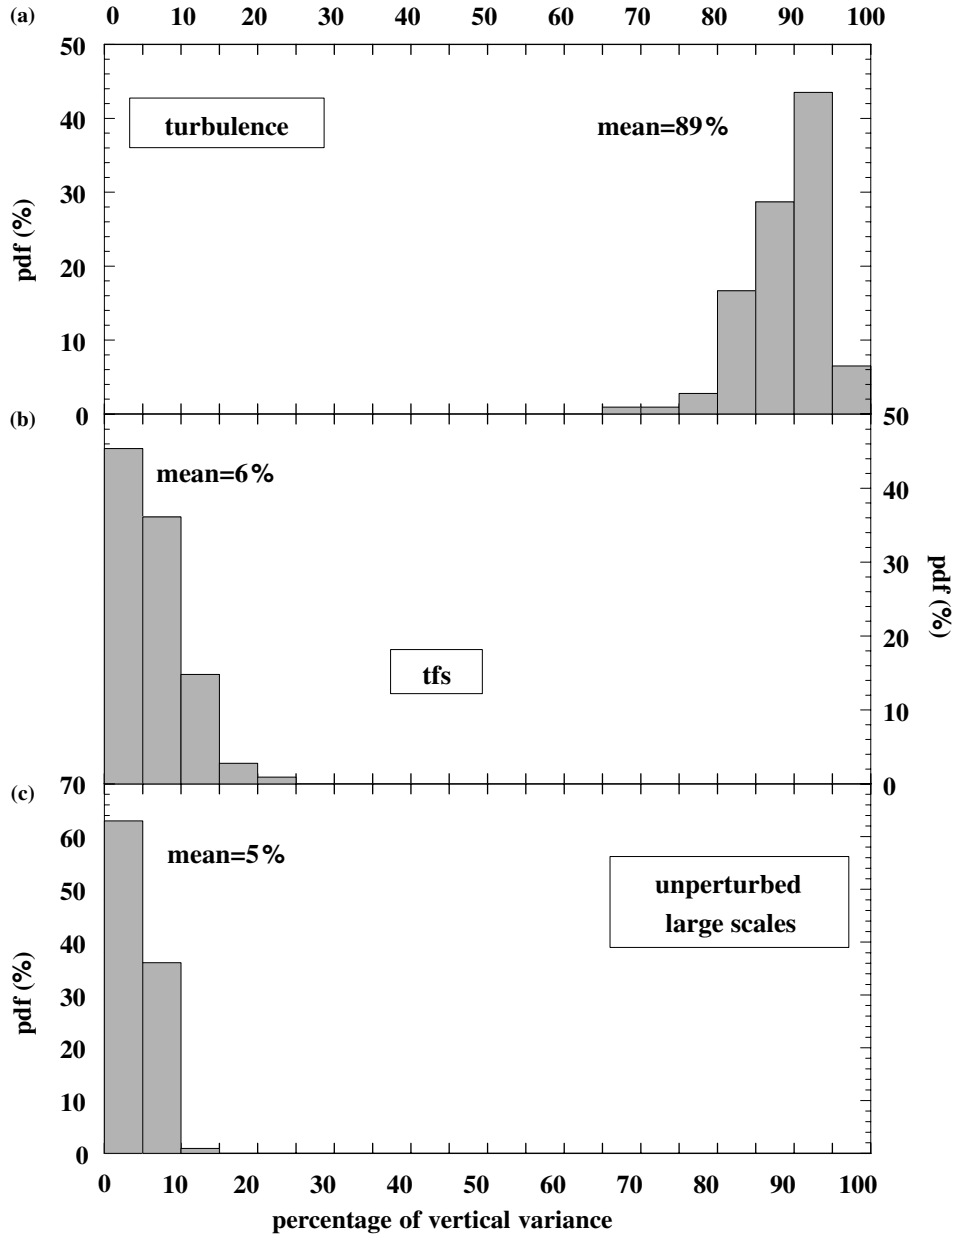 (a)
0 10 20 30 40 50 60 70 80 90 100
50
40
30
20
10
0
pdf (%)
turbulence
mean=89%
(b)
mean=6%
tfs
50
40
30
20
10
0
pdf (%)
(c)
70
60
50
40
30
20
10
0
pdf (%)
mean=5%
unperturbed
large scales
0 10 20 30 40 50 60 70 80 90 100
percentage of vertical variance